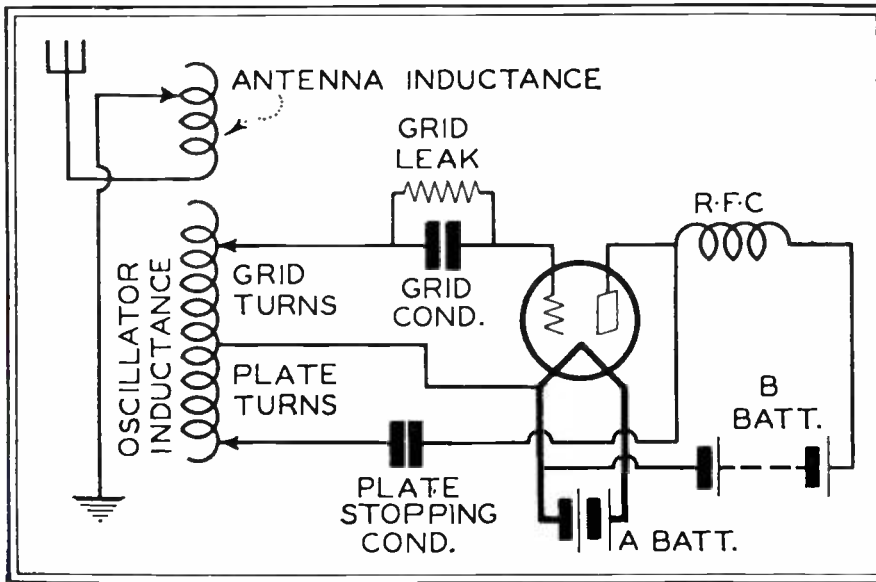 ANTENNA INDUCTANCE
GRID
LEAK
R·F·C
OSCILLATOR
INDUCTANCE
GRID
TURNS
GRID
COND.
PLATE
TURNS
B
BATT.
PLATE
STOPPING
COND.
A BATT.